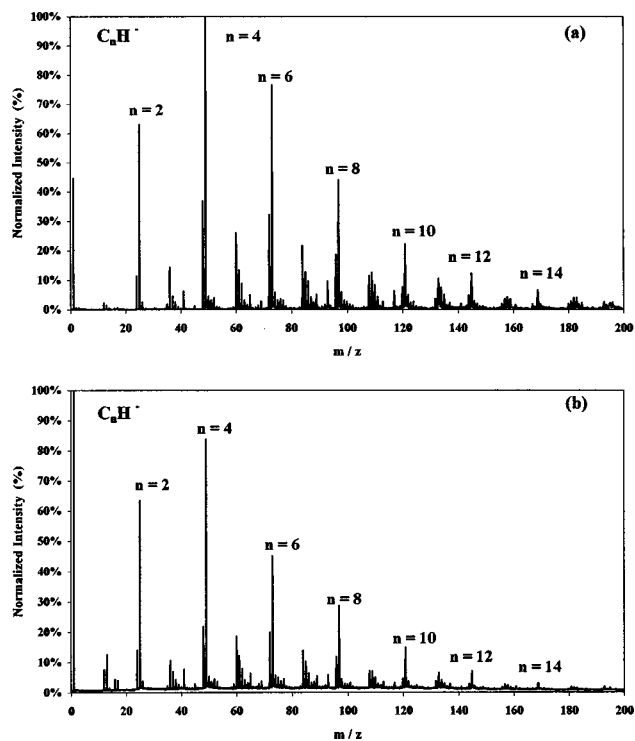 100%
CnH -
n = 4
(a)
90%
80%
n = 6
70%
n = 2
60%
50%
n = 8
40%
30%
n = 10
20%
n = 12
10%
n = 14
0%
0 20 40 60 80 100 120 140 160 180 200
m / z
Normalized Intensity (%)
100%
CnH -
(b)
90%
n = 4
80%
70%
n = 2
60%
50%
n = 6
40%
n = 8
30%
20%
n = 10
n = 12
10%
n = 14
0%
0 20 40 60 80 100 120 140 160 180 200
m / z
Normalized Intensity (%)